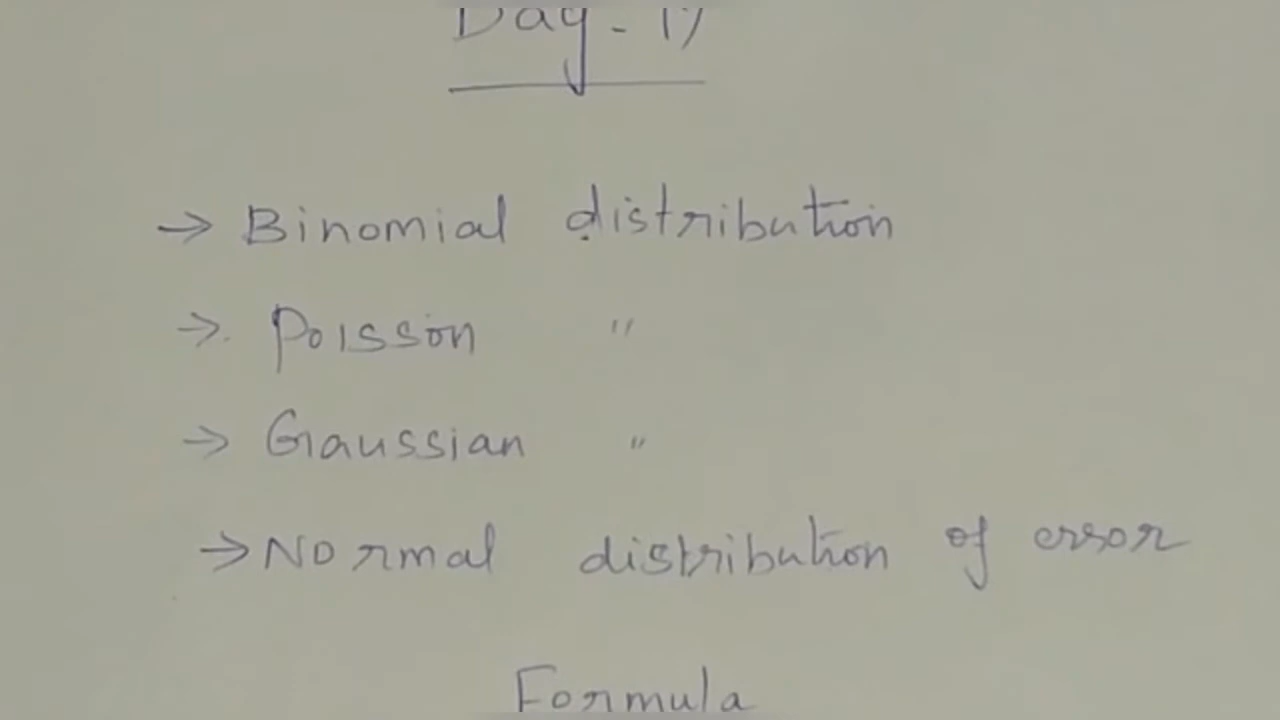 Day - 17
→ Binomial distribution
→ Poisson "
→ Gaussian "
→ Normal distribution of error
Formula